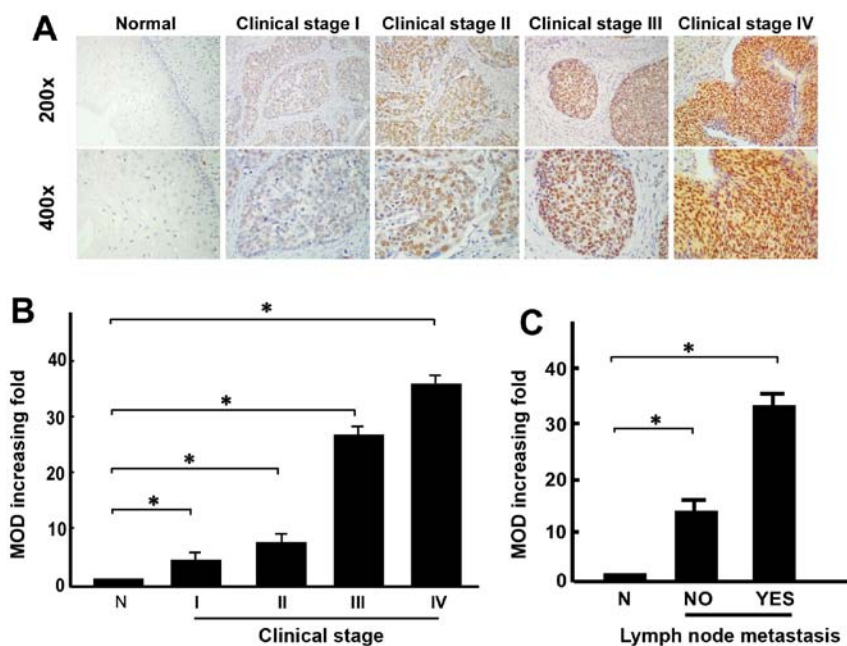 A
Normal
Clinical stage I
Clinical stage II
Clinical stage III
Clinical stage IV
200x
400x
B
MOD increasing fold
40
30
20
10
0
*
*
*
*
N
I
II
III
IV
Clinical stage
C
MOD increasing fold
40
30
20
10
0
*
*
N
NO
YES
Lymph node metastasis